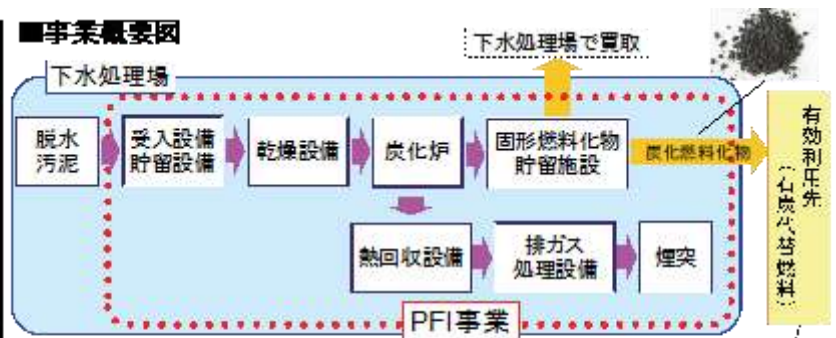 ■事業概要図
下水処理場で買取
下水処理場
脱水
汚泥
受入設備
貯留設備
乾燥設備
炭化炉
固形燃料化物
貯留施設
炭化燃料化物
有効利用先
(石炭代替燃料)
熱回収設備
排ガス
処理設備
煙突
PFI事業